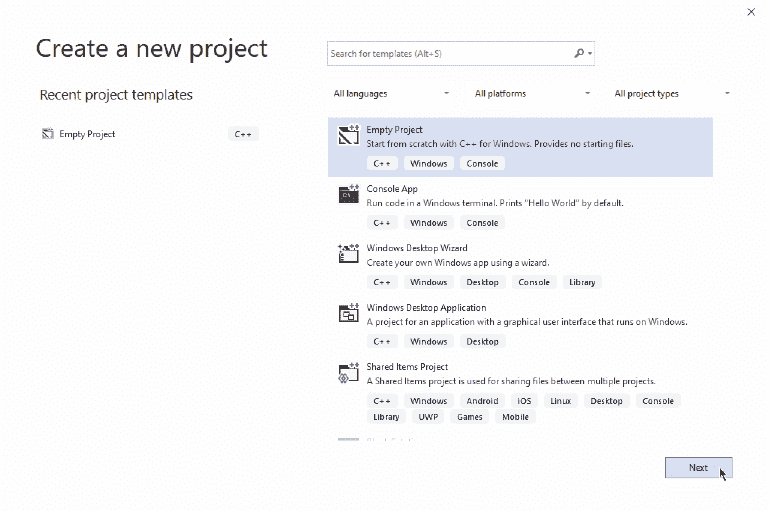 Create a new project
Search for templates (Alt+S)
Recent project templates
All languages
All platforms
All project types
Empty Project
C++
Empty Project
Start from scratch with C++ for Windows. Provides no starting files.
C++ Windows Console
Console App
Run code in a Windows terminal. Prints "Hello World" by default.
C++ Windows Console
Windows Desktop Wizard
Create your own Windows app using a wizard.
C++ Windows Desktop Console Library
Windows Desktop Application
A project for an application with a graphical user interface that runs on Windows.
C++ Windows Desktop
Shared Items Project
A Shared Items project is used for sharing files between multiple projects.
C++ Windows Android iOS Linux Desktop Console
Library UWP Games Mobile
Next